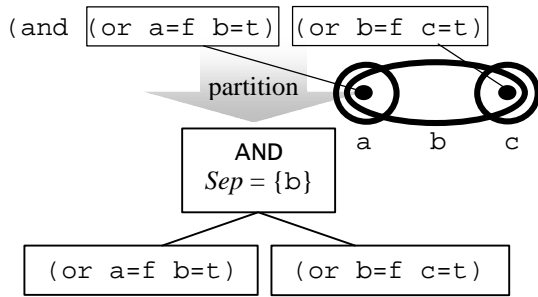 (and (or a=f b=t) (or b=f c=t)
partition
a b c
AND
Sep = {b}
(or a=f b=t) (or b=f c=t)